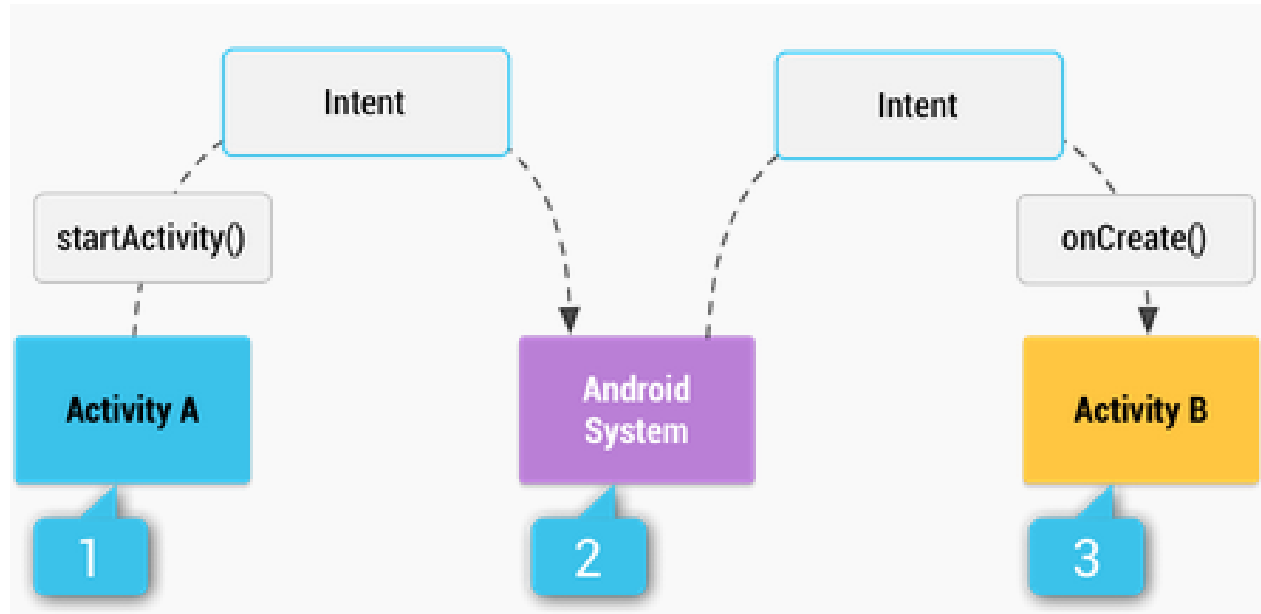 Intent
Intent
startActivity()
onCreate()
Activity A
Android
System
Activity B
1
2
3